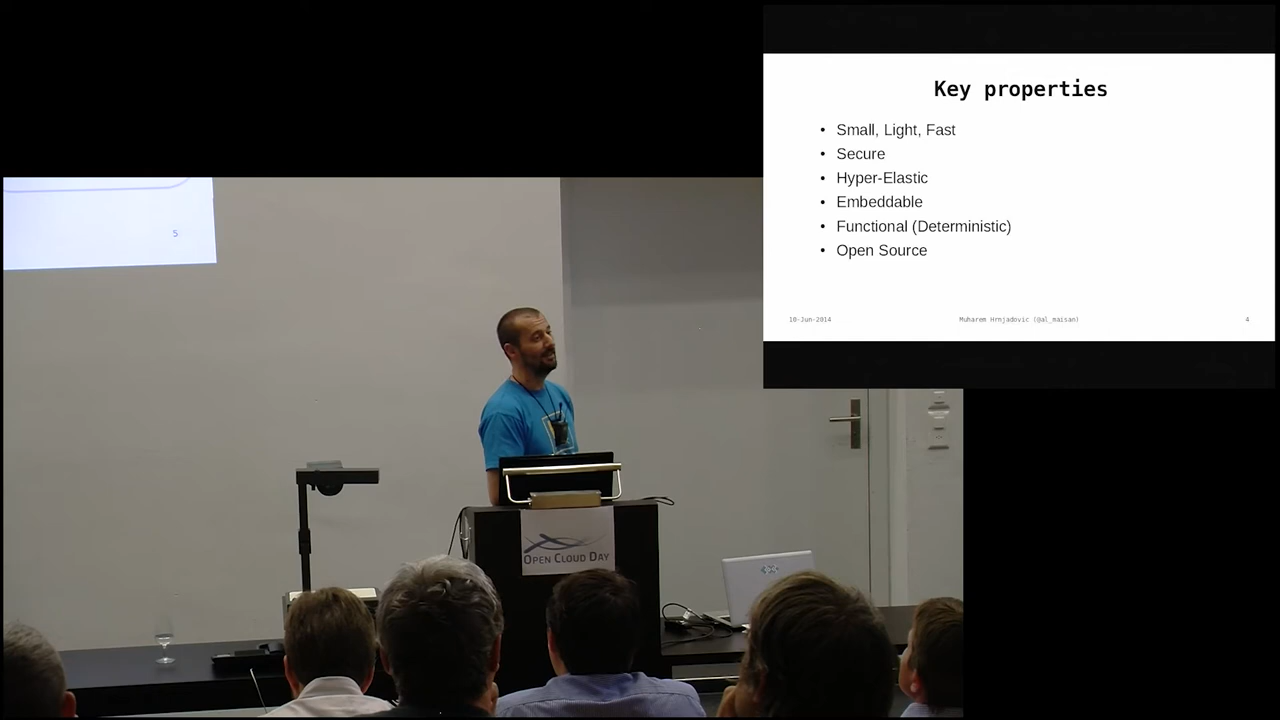 Key properties
• Small, Light, Fast
• Secure
• Hyper-Elastic
• Embeddable
• Functional (Deterministic)
• Open Source
10-Jun-2014 Muharem Hrnjadovic (@al_maisan) 4
5
OPEN CLOUD DAY